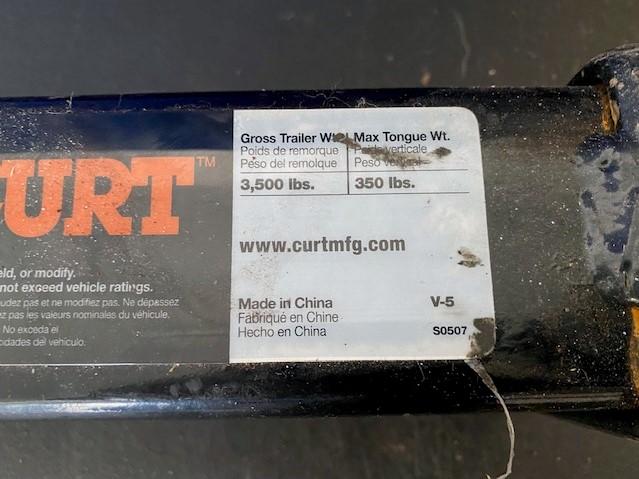 CURT™
eld, or modify.
not exceed vehicle ratings.
udez pas et ne modifiez pas. Ne dépassez
z pas les valeurs nominales du véhicule.
No exceda el
cidades del vehículo.
Gross Trailer Wt. Max Tongue Wt.
Poids de remorque Poids verticale
Peso del remolque Peso vertical
3,500 lbs. 350 lbs.
www.curtmfg.com
Made in China V-5
Fabriqué en Chine
Hecho en China S0507